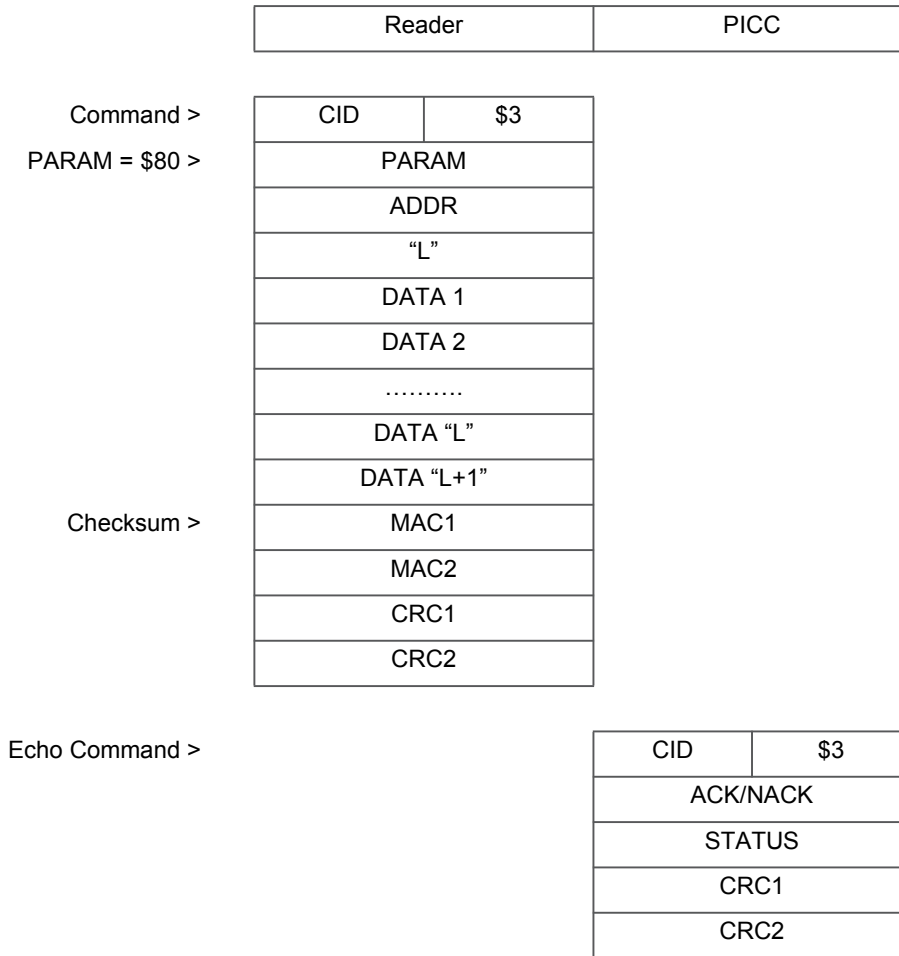 Reader PICC
Command > CID $3
PARAM = $80 > PARAM
ADDR
“L”
DATA 1
DATA 2
……….
DATA “L”
DATA “L+1”
Checksum > MAC1
MAC2
CRC1
CRC2
Echo Command > CID $3
ACK/NACK
STATUS
CRC1
CRC2